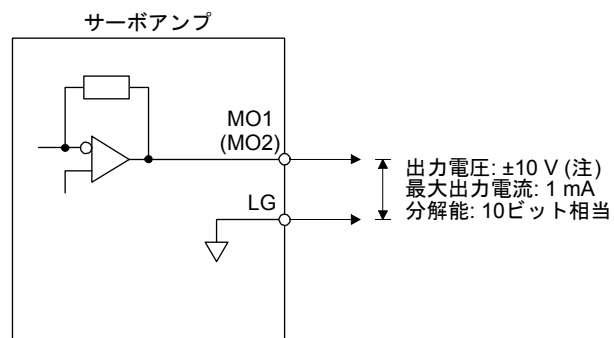 サーボアンプ
MO1
(MO2)
LG
出力電圧: ±10 V (注)
最大出力電流: 1 mA
分解能: 10ビット相当